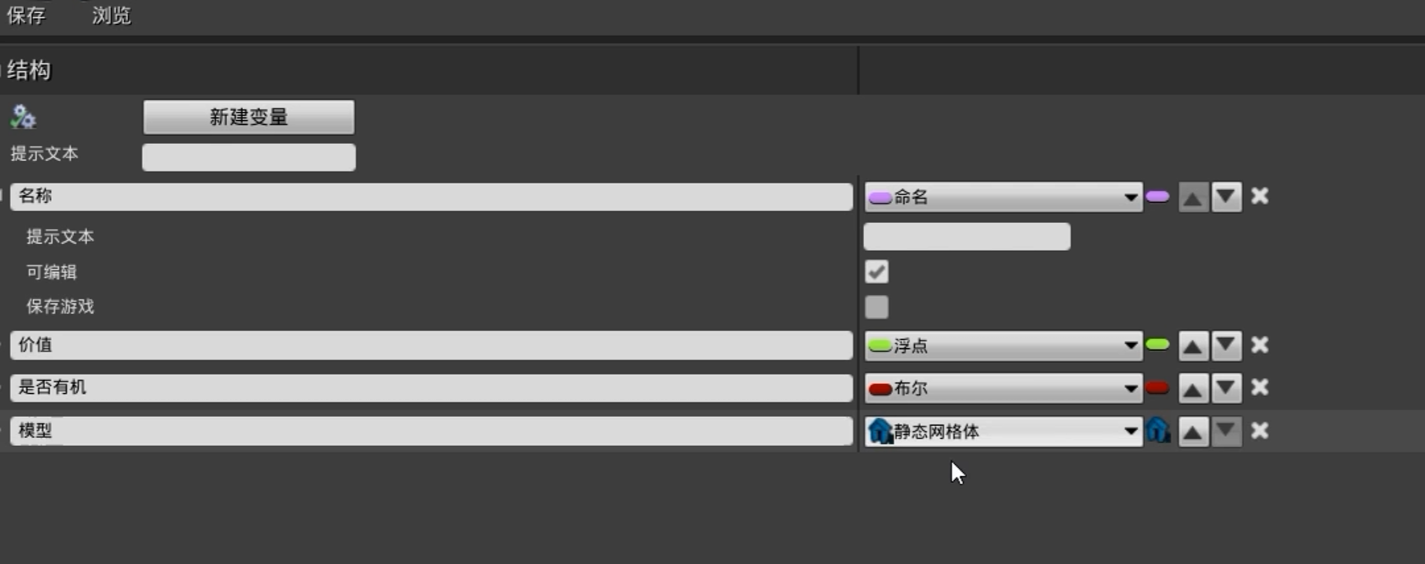 保存 浏览
结构
新建变量
提示文本
名称 命名
提示文本
可编辑
保存游戏
价值 浮点
是否有机 布尔
模型 静态网格体